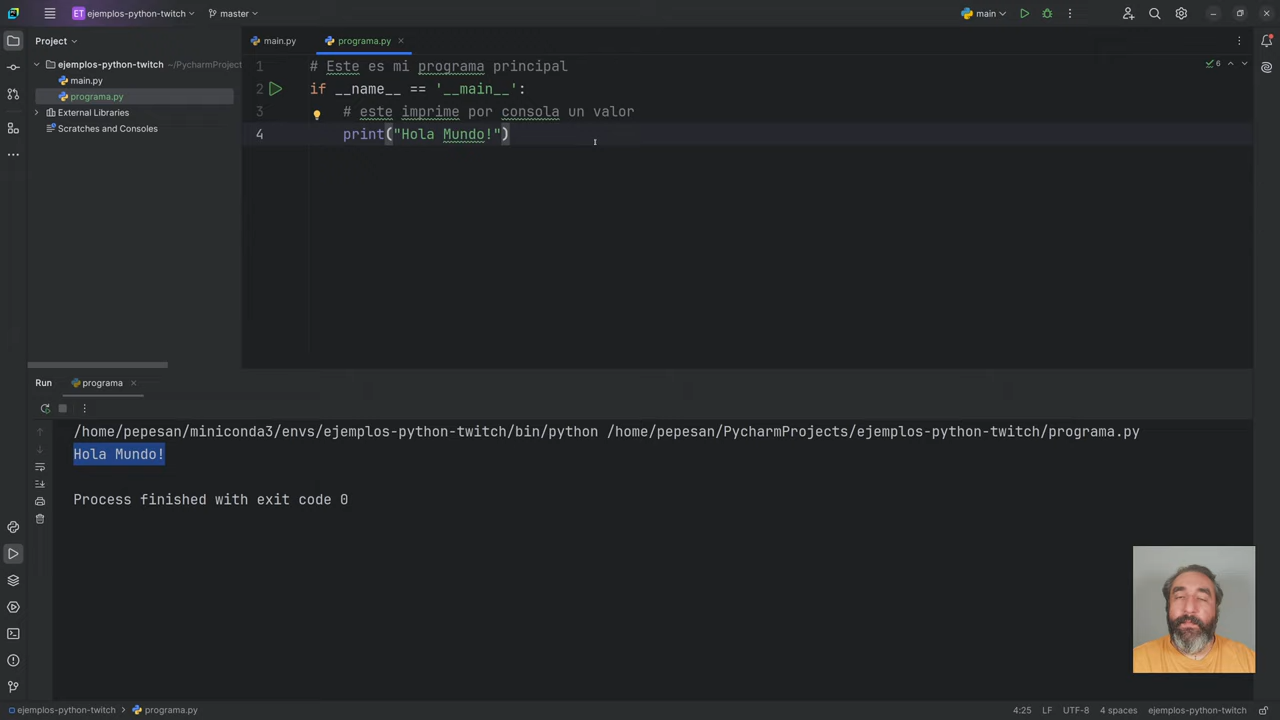 ET ejemplos-python-twitch
master
main
Project
main.py
programa.py
ejemplos-python-twitch ~/PycharmProject
main.py
programa.py
External Libraries
Scratches and Consoles
1 # Este es mi programa principal
2 if __name__ == '__main__':
3 # este imprime por consola un valor
4 print("Hola Mundo!")
6
Run
programa
/home/pepesan/miniconda3/envs/ejemplos-python-twitch/bin/python /home/pepesan/PycharmProjects/ejemplos-python-twitch/programa.py
Hola Mundo!
Process finished with exit code 0
ejemplos-python-twitch
programa.py
4:25
LF
UTF-8
4 spaces
ejemplos-python-twitch